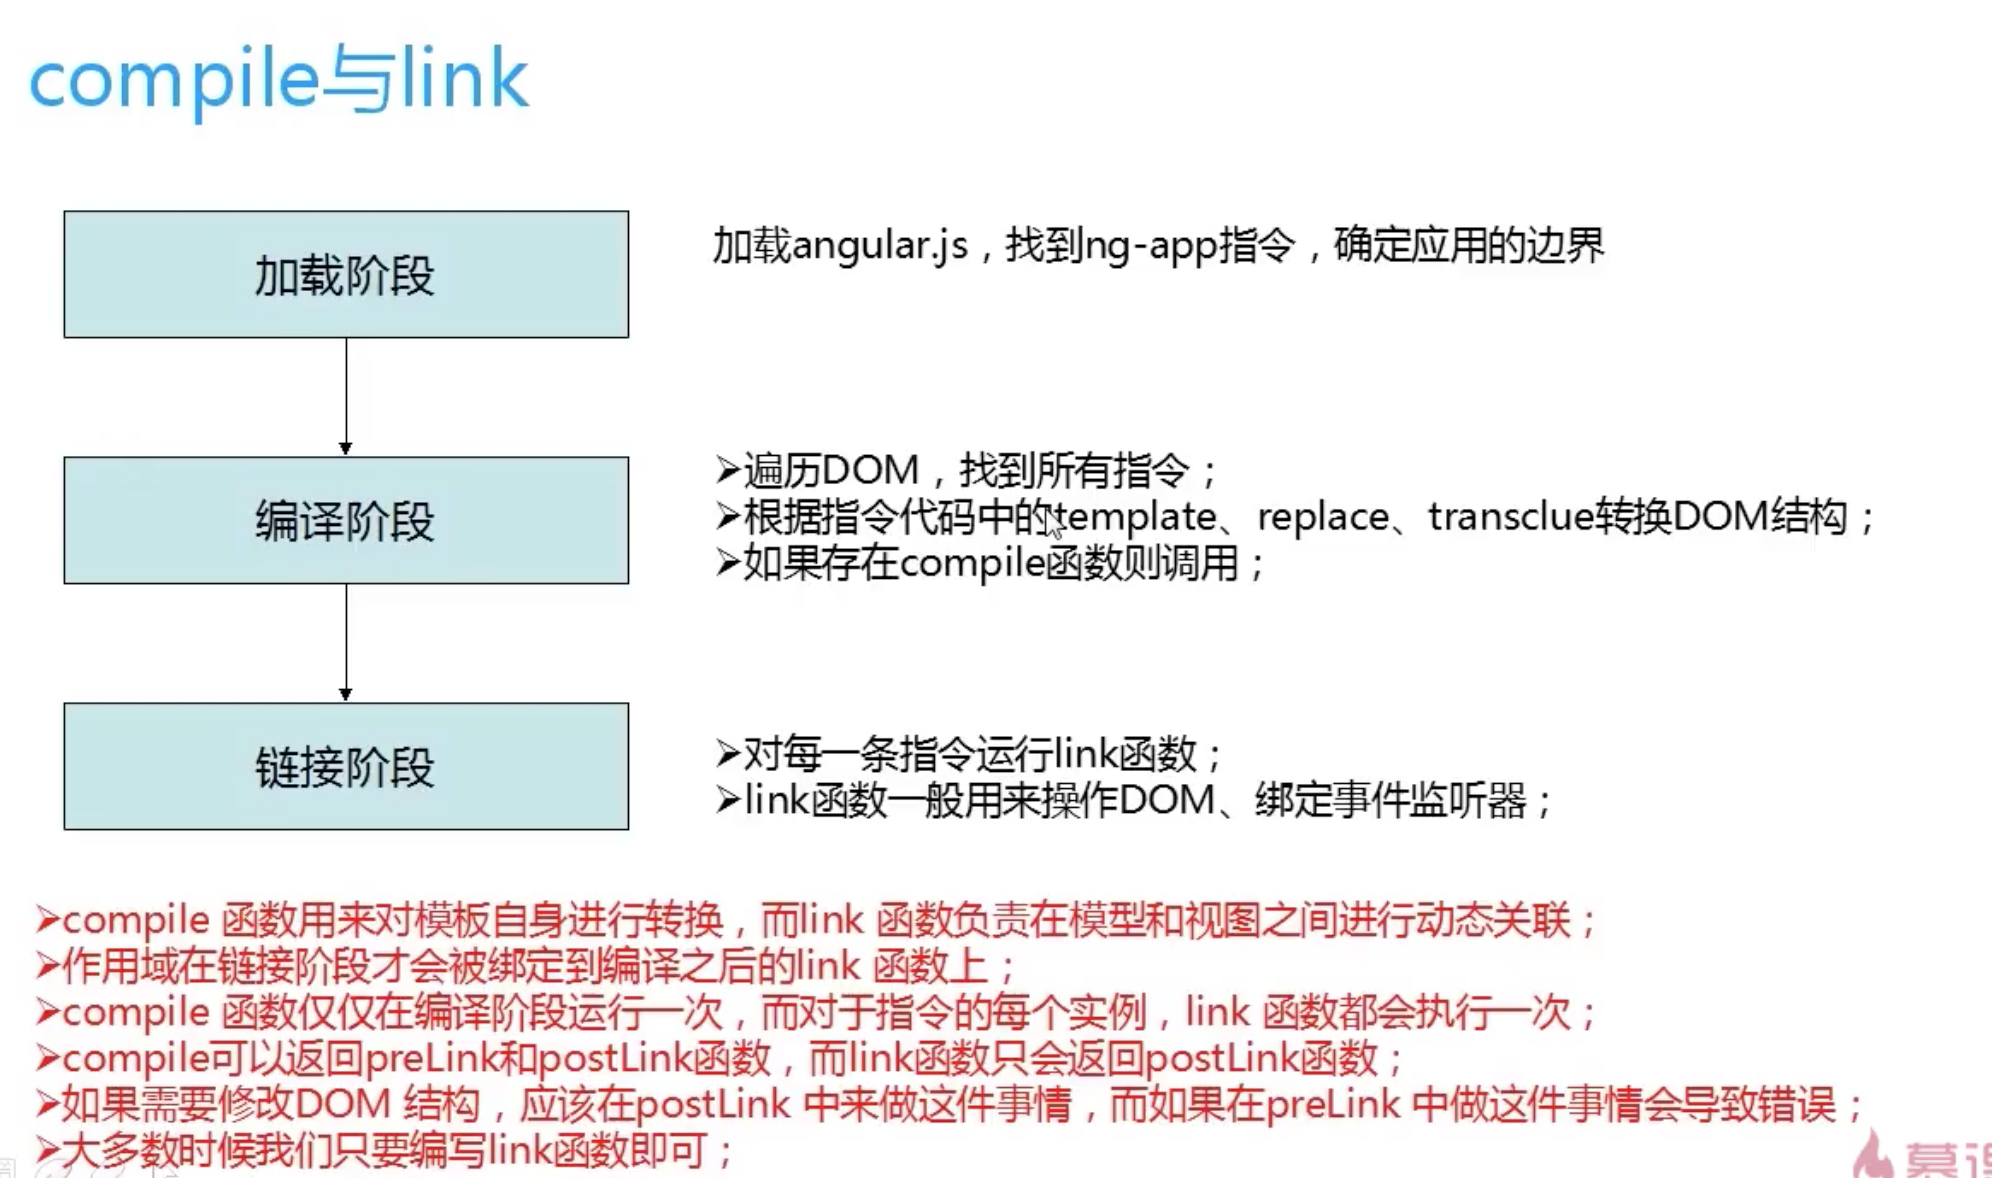 compile与link
加载阶段
加载angular.js，找到ng-app指令，确定应用的边界
编译阶段
➢遍历DOM，找到所有指令；
➢根据指令代码中的template、replace、transclue转换DOM结构；
➢如果存在compile函数则调用；
链接阶段
➢对每一条指令运行link函数；
➢link函数一般用来操作DOM、绑定事件监听器；
➢compile 函数用来对模板自身进行转换，而link 函数负责在模型和视图之间进行动态关联；
➢作用域在链接阶段才会被绑定到编译之后的link 函数上；
➢compile 函数仅仅在编译阶段运行一次，而对于指令的每个实例，link 函数都会执行一次；
➢compile可以返回preLink和postLink函数，而link函数只会返回postLink函数；
➢如果需要修改DOM 结构，应该在postLink 中来做这件事情，而如果在preLink 中做这件事情会导致错误；
➢大多数时候我们只要编写link函数即可；
慕